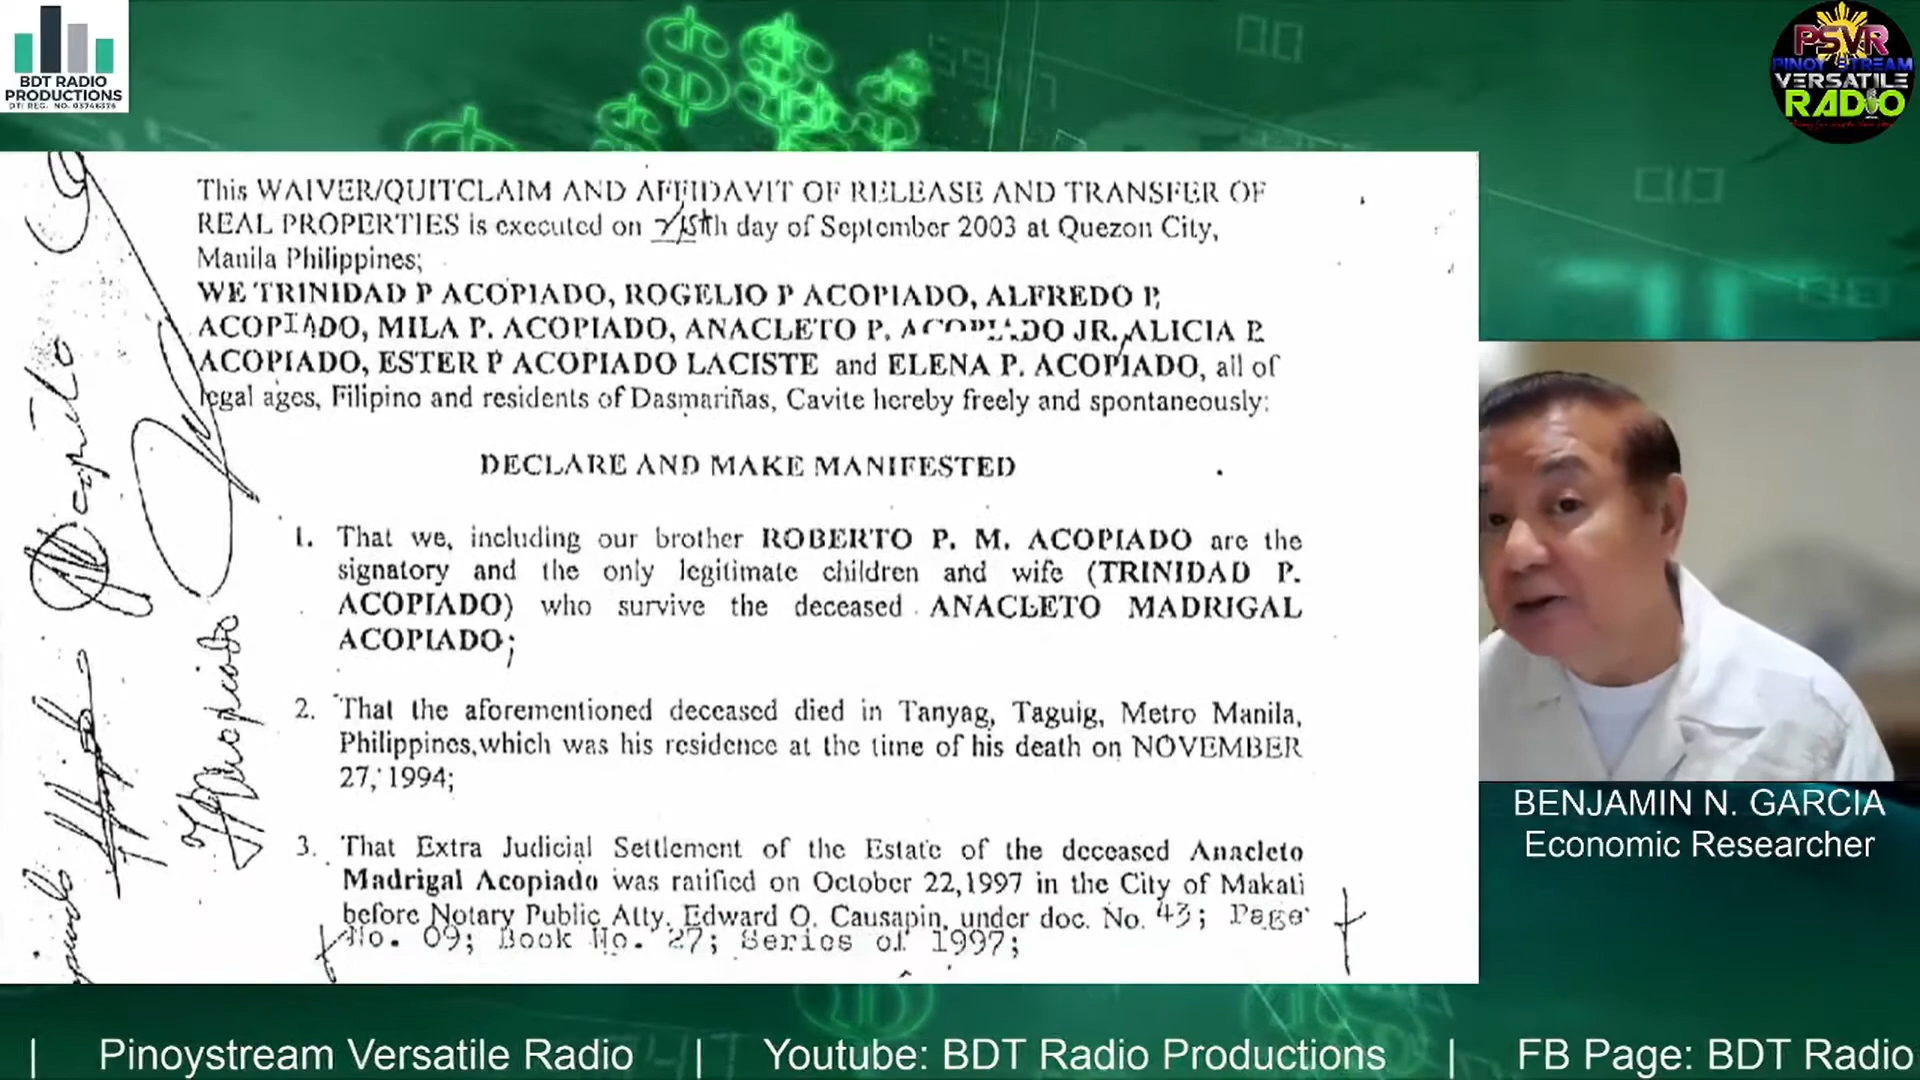 BDT RADIO
PRODUCTIONS
DTI REG. NO. 03746376
PSVR
PINOY STREAM
VERSATILE
RADIO
This WAIVER/QUITCLAIM AND AFFIDAVIT OF RELEASE AND TRANSFER OF
REAL PROPERTIES is executed on day of September 2003 at Quezon City,
Manila Philippines;
WE TRINIDAD P ACOPIADO, ROGELIO P ACOPIADO, ALFREDO P.
ACOPIADO, MILA P. ACOPIADO, ANACLETO P. ACOPIADO JR., ALICIA P.
ACOPIADO, ESTER P ACOPIADO LACISTE and ELENA P. ACOPIADO, all of
legal ages, Filipino and residents of Dasmariñas, Cavite hereby freely and spontaneously:
DECLARE AND MAKE MANIFESTED
1. That we, including our brother ROBERTO P. M. ACOPIADO are the
signatory and the only legitimate children and wife (TRINIDAD P.
ACOPIADO) who survive the deceased ANACLETO MADRIGAL
ACOPIADO;
2. That the aforementioned deceased died in Tanyag, Taguig, Metro Manila,
Philippines,which was his residence at the time of his death on NOVEMBER
27, 1994;
3. That Extra Judicial Settlement of the Estate of the deceased Anacleto
Madrigal Acopiado was ratified on October 22,1997 in the City of Makati
before Notary Public Atty. Edward O. Causapin, under doc. No. 43; Page
No. 09; Book No. 27; Series of 1997;
BENJAMIN N. GARCIA
Economic Researcher
| Pinoystream Versatile Radio | Youtube: BDT Radio Productions | FB Page: BDT Radio